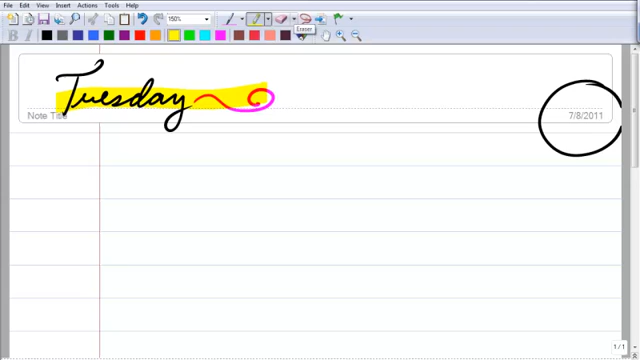 File Edit View Insert Actions Tools Help
150%
Eraser
Tuesday
Note Title
7/8/2011
1/1